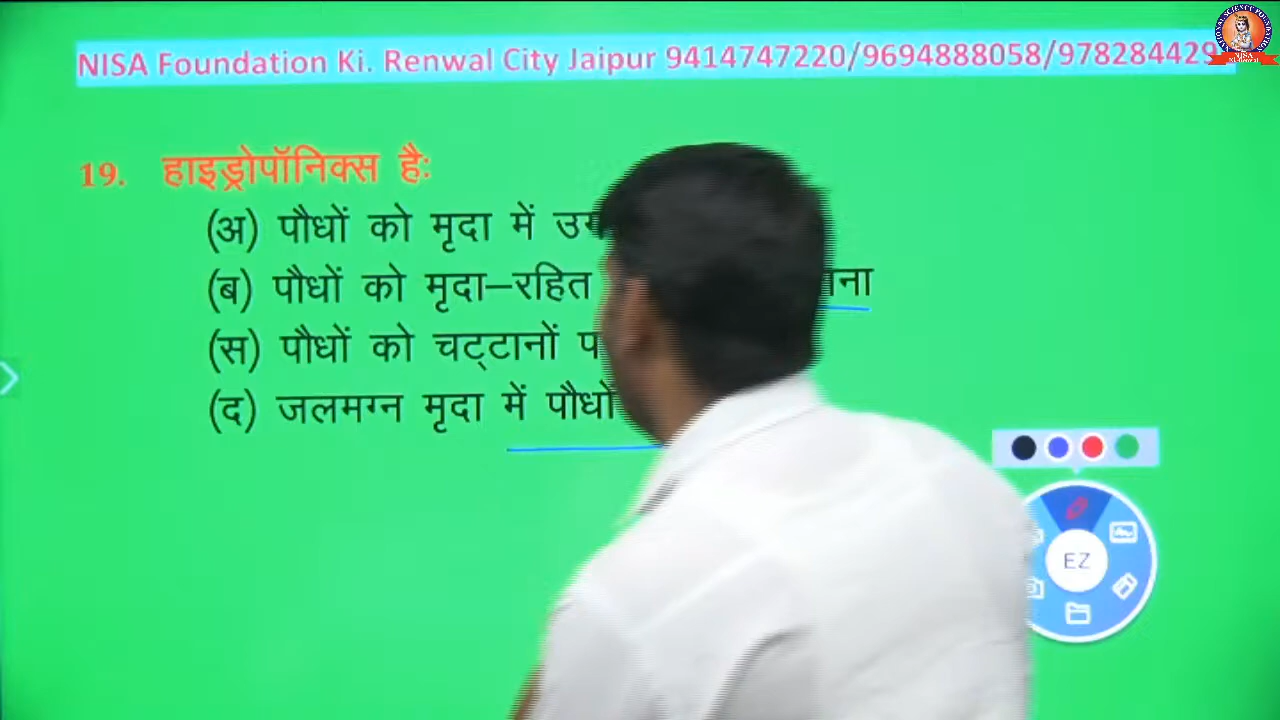 NISA Foundation Ki. Renwal City Jaipur 9414747220/9694888058/978284429
19. हाइड्रोपॉनिक्स हैः
(अ) पौधों को मृदा में
(ब) पौधों को मृदा–रहित
(स) पौधों को चट्टानों
(द) जलमग्न मृदा में पौधों
EZ